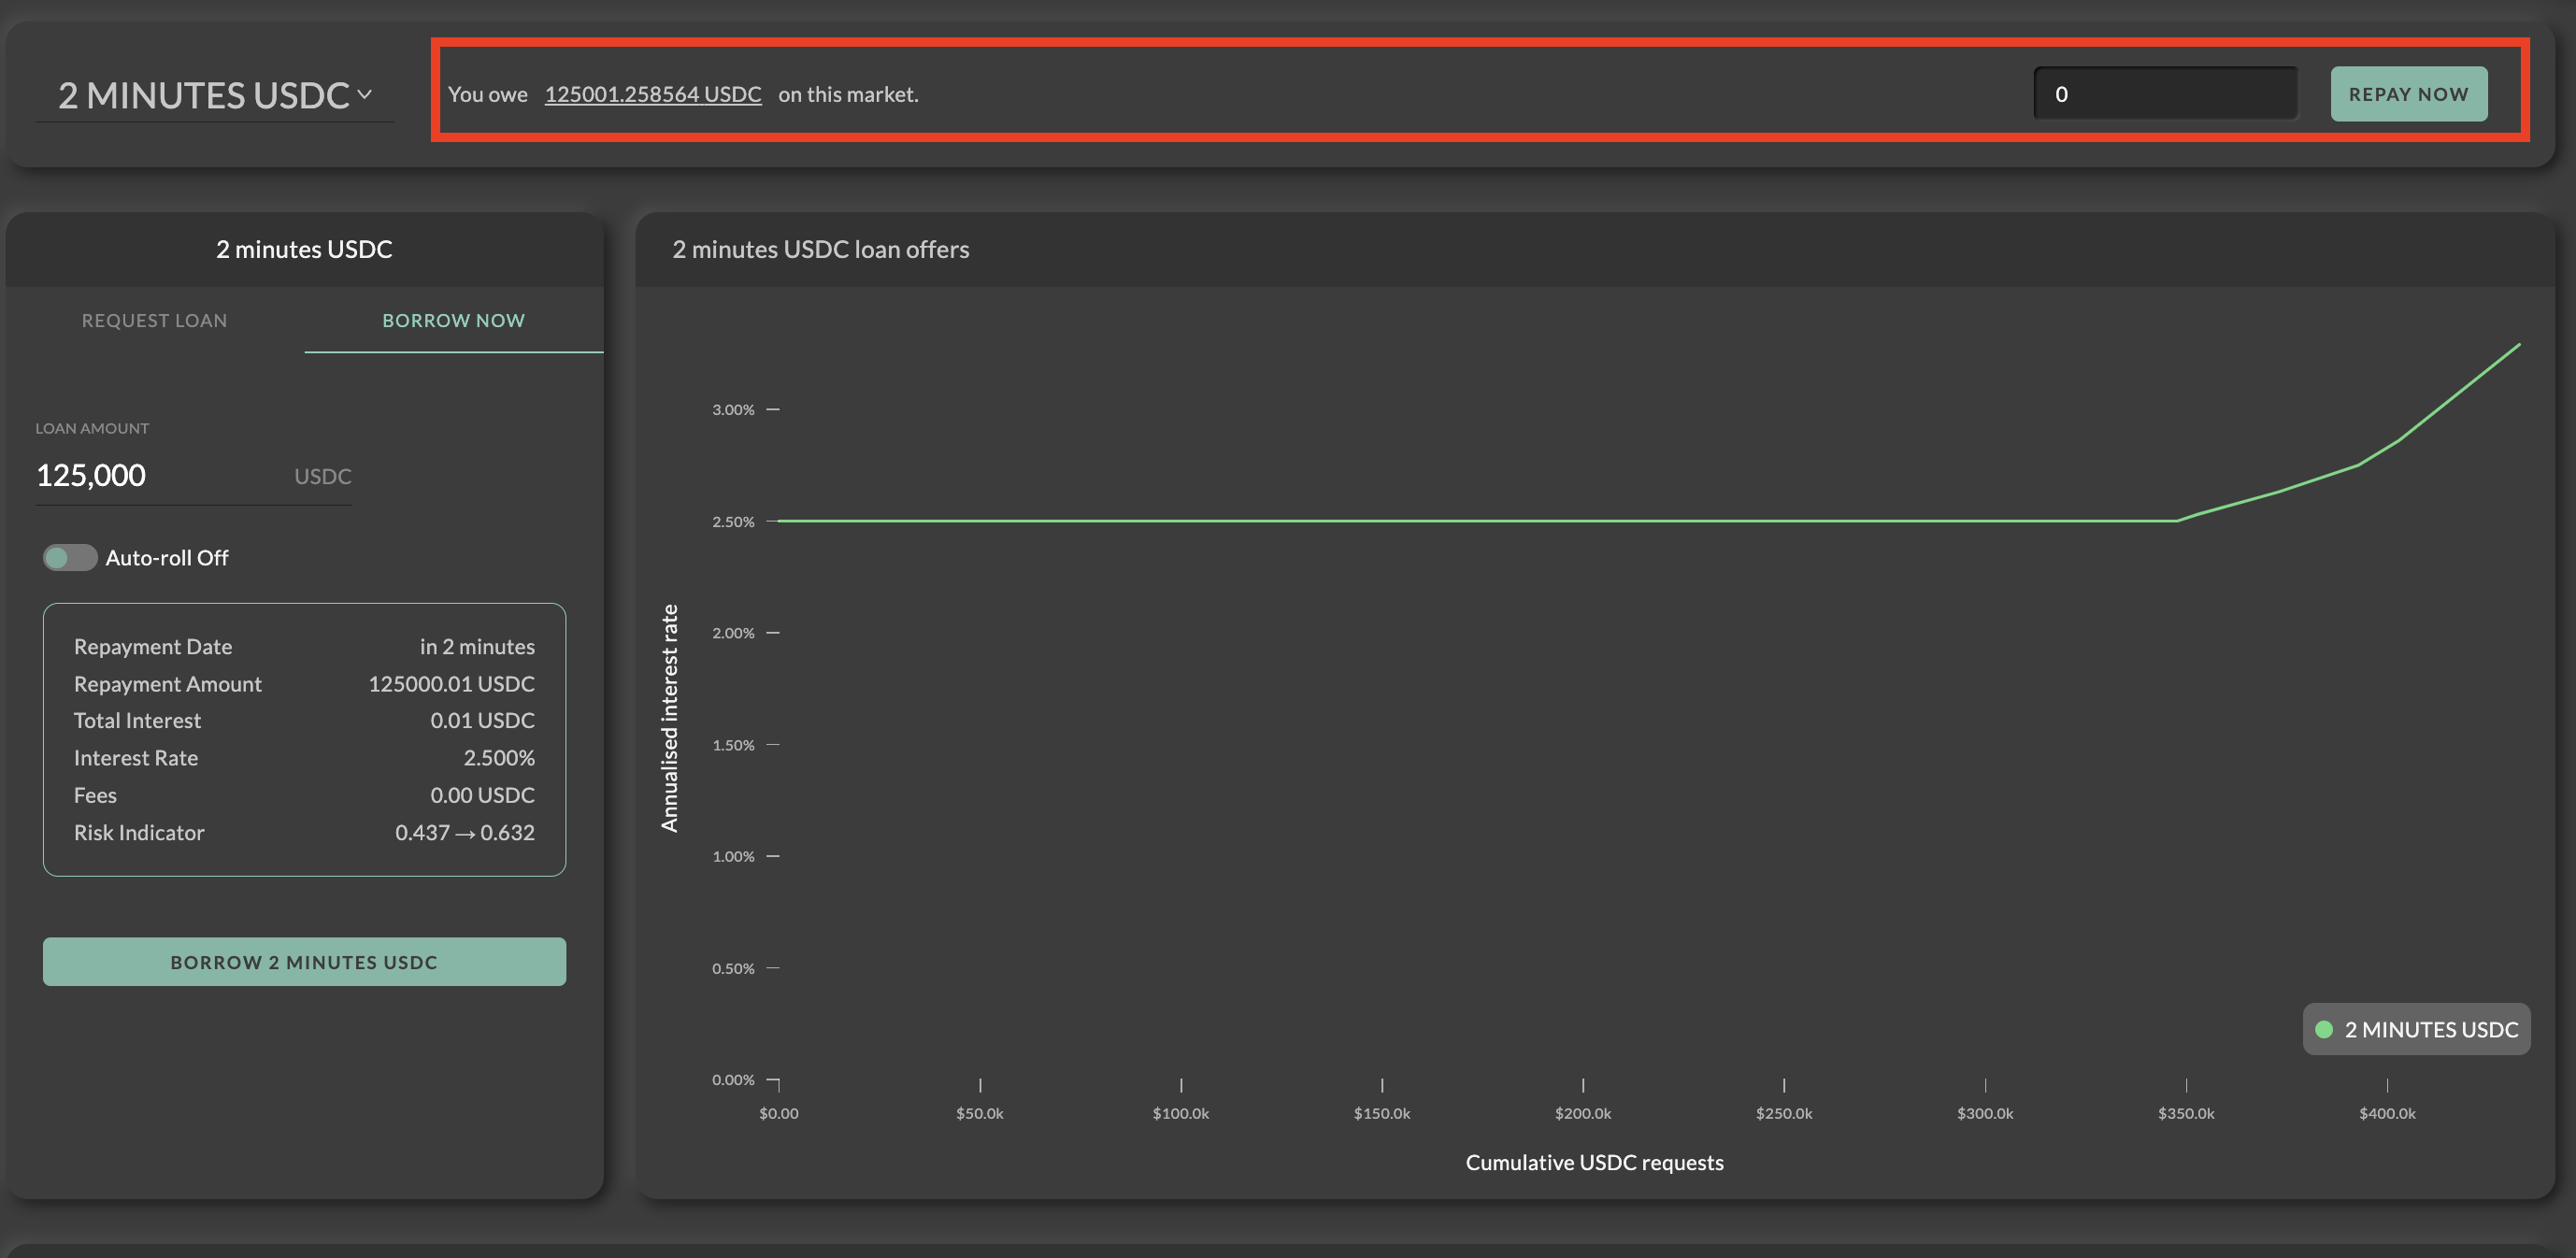 2 MINUTES USDC
You owe 125001.258564 USDC on this market.
0
REPAY NOW
2 minutes USDC
REQUEST LOAN
BORROW NOW
LOAN AMOUNT
125,000 USDC
Auto-roll Off
Repayment Date in 2 minutes
Repayment Amount 125000.01 USDC
Total Interest 0.01 USDC
Interest Rate 2.500%
Fees 0.00 USDC
Risk Indicator 0.437 → 0.632
BORROW 2 MINUTES USDC
2 minutes USDC loan offers
Annualised interest rate
3.00%
2.50%
2.00%
1.50%
1.00%
0.50%
0.00%
2 MINUTES USDC
$0.00 $50.0k $100.0k $150.0k $200.0k $250.0k $300.0k $350.0k $400.0k
Cumulative USDC requests